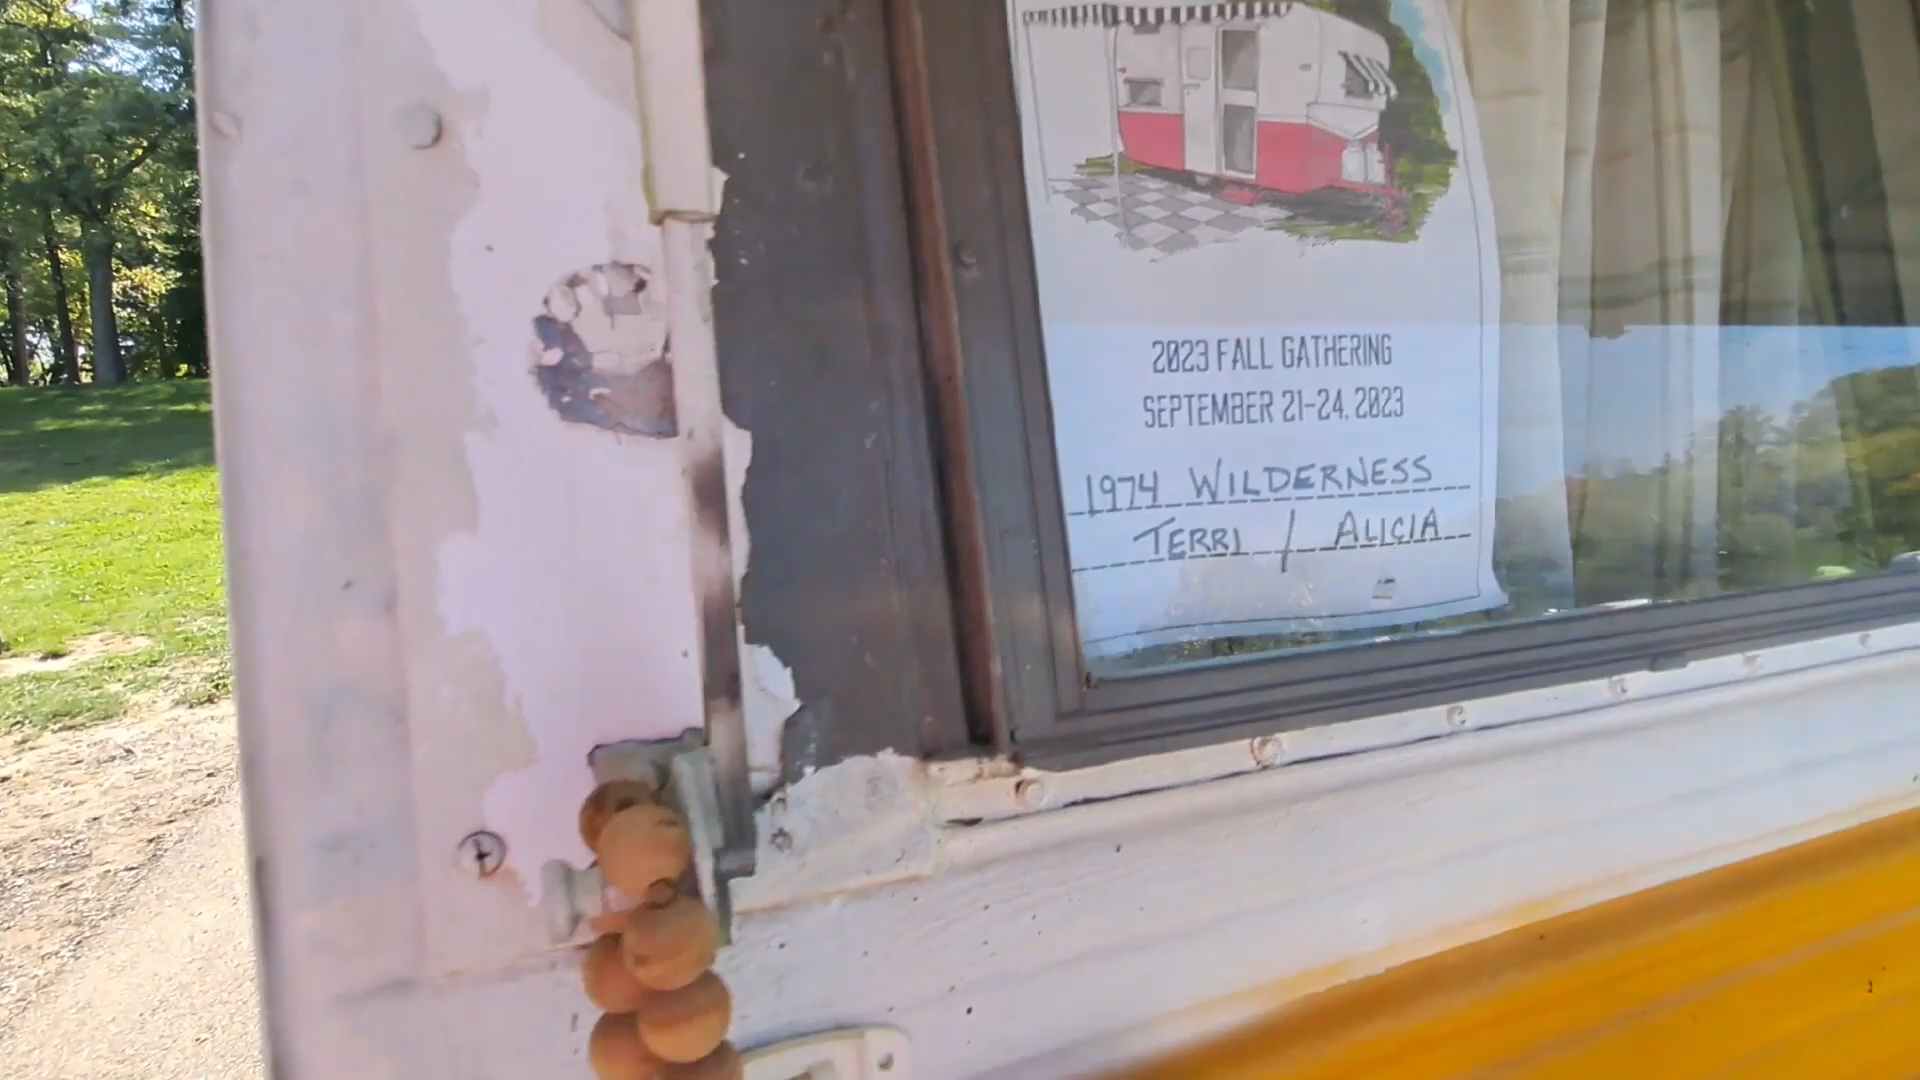 2023 FALL GATHERING
SEPTEMBER 21-24, 2023
1974 WILDERNESS
TERRI / ALICIA